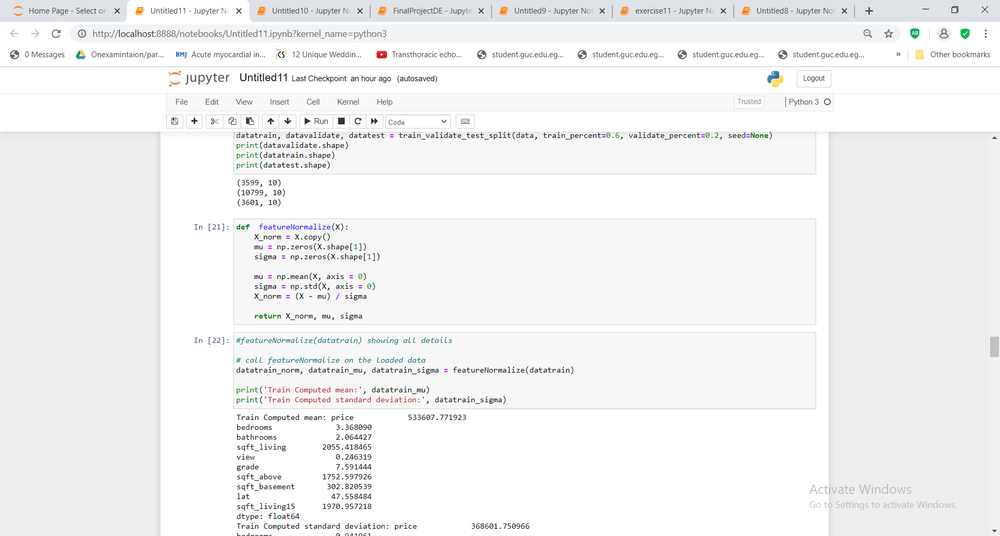 Home Page - Select or
Untitled11 - Jupyter No
Untitled10 - Jupyter No
FinalProjectDE - Jupyte
Untitled9 - Jupyter Not
exercise11 - Jupyter No
Untitled8 - Jupyter Not
http://localhost:8888/notebooks/Untitled11.ipynb?kernel_name=python3
AB
0 Messages
Onexamintaion/par...
BMJ Acute myocardial in...
CS 12 Unique Weddin...
Transthoracic echo...
student.guc.edu.eg...
student.guc.edu.eg...
student.guc.edu.eg...
student.guc.edu.eg...
»
Other bookmarks
jupyter Untitled11 Last Checkpoint: an hour ago (autosaved)
Logout
File Edit View Insert Cell Kernel Help
Trusted
Python 3
Run
Code
datatrain, datavalidate, datatest = train_validate_test_split(data, train_percent=0.6, validate_percent=0.2, seed=None)
print(datavalidate.shape)
print(datatrain.shape)
print(datatest.shape)
(3599, 10)
(10799, 10)
(3601, 10)
In [21]: def featureNormalize(X):
X_norm = X.copy()
mu = np.zeros(X.shape[1])
sigma = np.zeros(X.shape[1])
mu = np.mean(X, axis = 0)
sigma = np.std(X, axis = 0)
X_norm = (X - mu) / sigma
return X_norm, mu, sigma
In [22]: #featureNormalize(datatrain) showing all details
# call featureNormalize on the loaded data
datatrain_norm, datatrain_mu, datatrain_sigma = featureNormalize(datatrain)
print('Train Computed mean:', datatrain_mu)
print('Train Computed standard deviation:', datatrain_sigma)
Train Computed mean: price 533607.771923
bedrooms 3.368090
bathrooms 2.064427
sqft_living 2055.418465
view 0.246319
grade 7.591444
sqft_above 1752.597926
sqft_basement 302.820539
lat 47.558484
sqft_living15 1970.957218
dtype: float64
Train Computed standard deviation: price 368601.750966
bedrooms 0.941961
Activate Windows
Go to Settings to activate Windows.